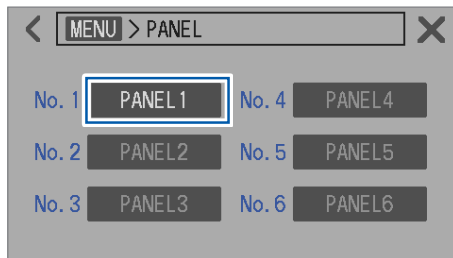 MENU > PANEL
No. 1 PANEL1 No. 4 PANEL4
No. 2 PANEL2 No. 5 PANEL5
No. 3 PANEL3 No. 6 PANEL6